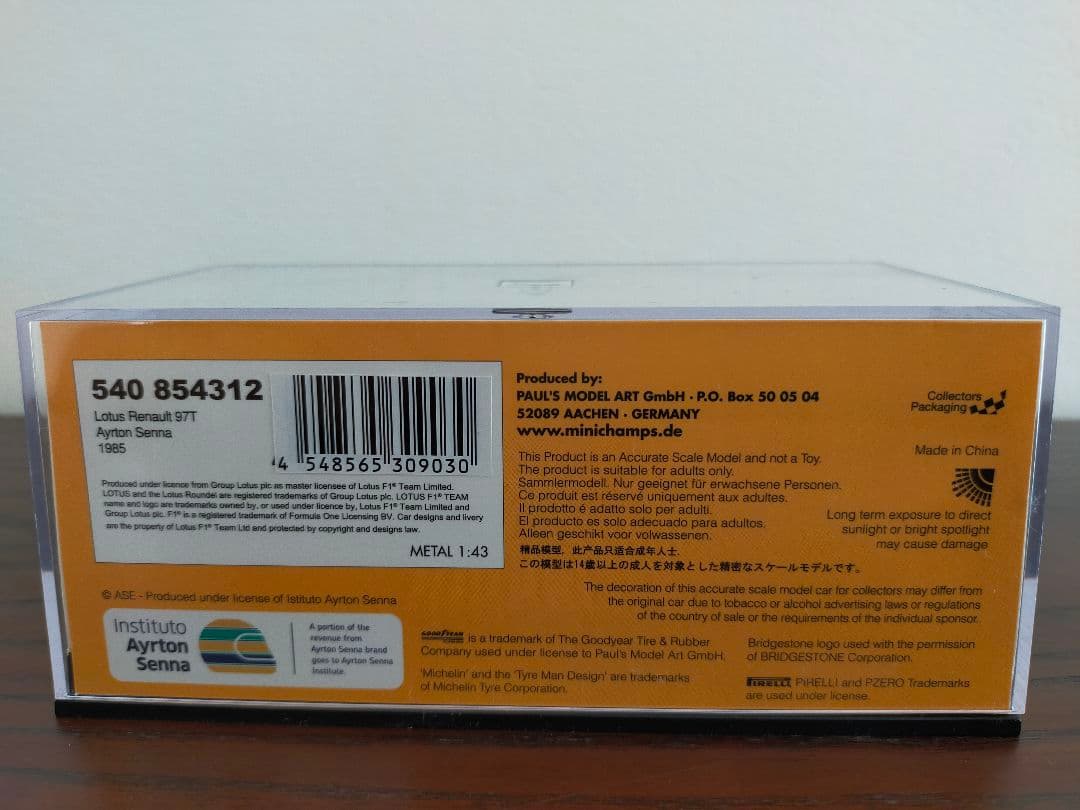 540 854312
Lotus Renault 97T
Ayrton Senna
1985
4 548565 309030
Produced under licence from Group Lotus plc as master licensee of Lotus F1® Team Limited.
LOTUS and the Lotus Roundel are registered trademarks of Group Lotus plc, LOTUS F1® TEAM
name and logo are trademarks owned by, or used under licence by, Lotus F1® Team Limited and
Group Lotus plc. F1® is a registered trademark of Formula One Licensing BV. Car designs and livery
are the property of Lotus F1® Team Ltd and protected by copyright and designs law.
METAL 1:43
© ASE - Produced under license of Istituto Ayrton Senna
Instituto
Ayrton
Senna
A portion of the
revenue from
Ayrton Senna brand
goes to Ayrton Senna
Institute.
Produced by:
PAUL'S MODEL ART GmbH · P.O. Box 50 05 04
52089 AACHEN · GERMANY
www.minichamps.de
This Product is an Accurate Scale Model and not a Toy.
The product is suitable for adults only.
Sammlermodell. Nur geeignet für erwachsene Personen.
Ce produit est réservé uniquement aux adultes.
Il prodotto é adatto solo per adulti.
El producto es solo adecuado para adultos.
Alleen geschikt voor volwassenen.
精品模型，此产品只适合成年人士.
この模型は14歳以上の成人を対象とした精密なスケールモデルです。
Collectors
Packaging
Made in China
Long term exposure to direct
sunlight or bright spotlight
may cause damage
The decoration of this accurate scale model car for collectors may differ from
the original car due to tobacco or alcohol advertising laws or regulations
of the country of sale or the requirements of the individual sponsor.
GOODYEAR is a trademark of The Goodyear Tire & Rubber
Company used under license to Paul's Model Art GmbH.
'Michelin' and the 'Tyre Man Design' are trademarks
of Michelin Tyre Corporation.
Bridgestone logo used with the permission
of BRIDGESTONE Corporation.
PIRELLI PiRELLI and PZERO Trademarks
are used under license.